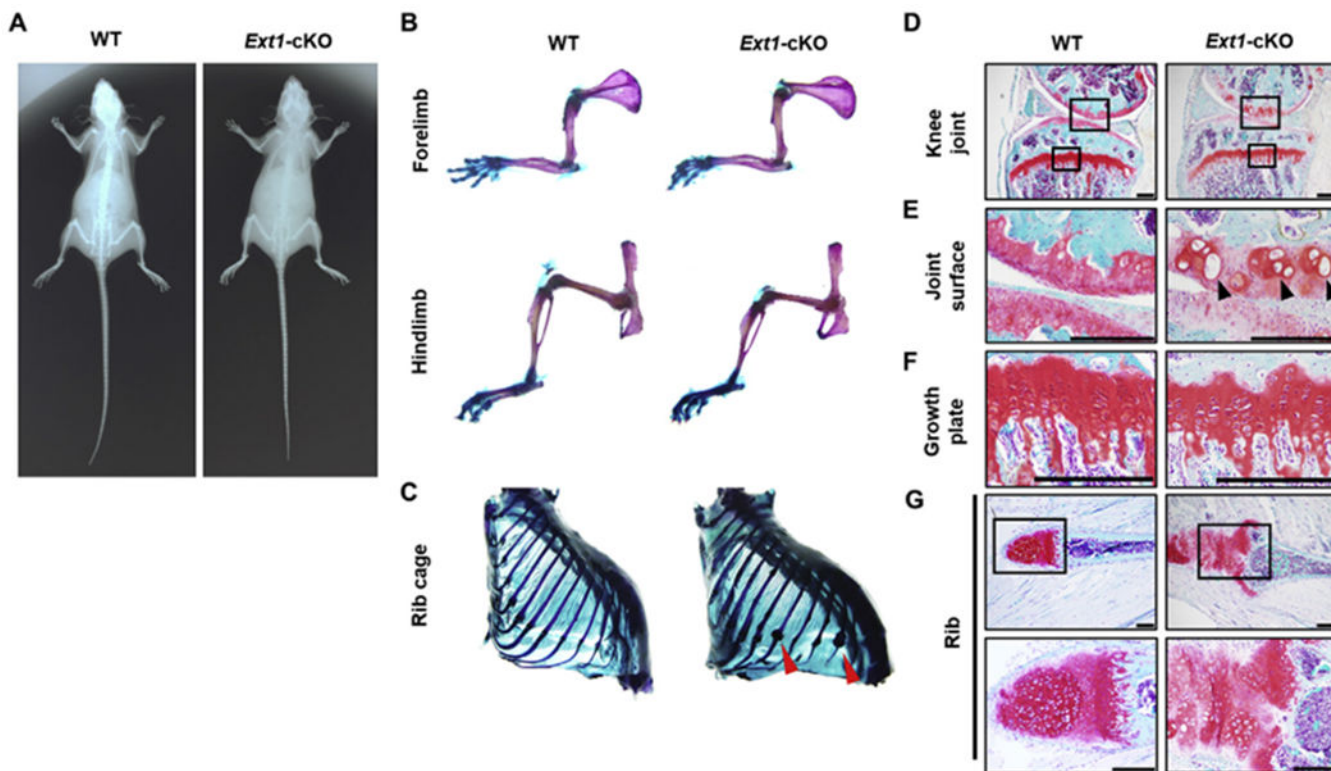 A
WT
Ext1-cKO
B
WT
Ext1-cKO
Forelimb
Hindlimb
C
Rib cage
D
WT
Ext1-cKO
Knee
joint
E
Joint
surface
F
Growth
plate
G
Rib